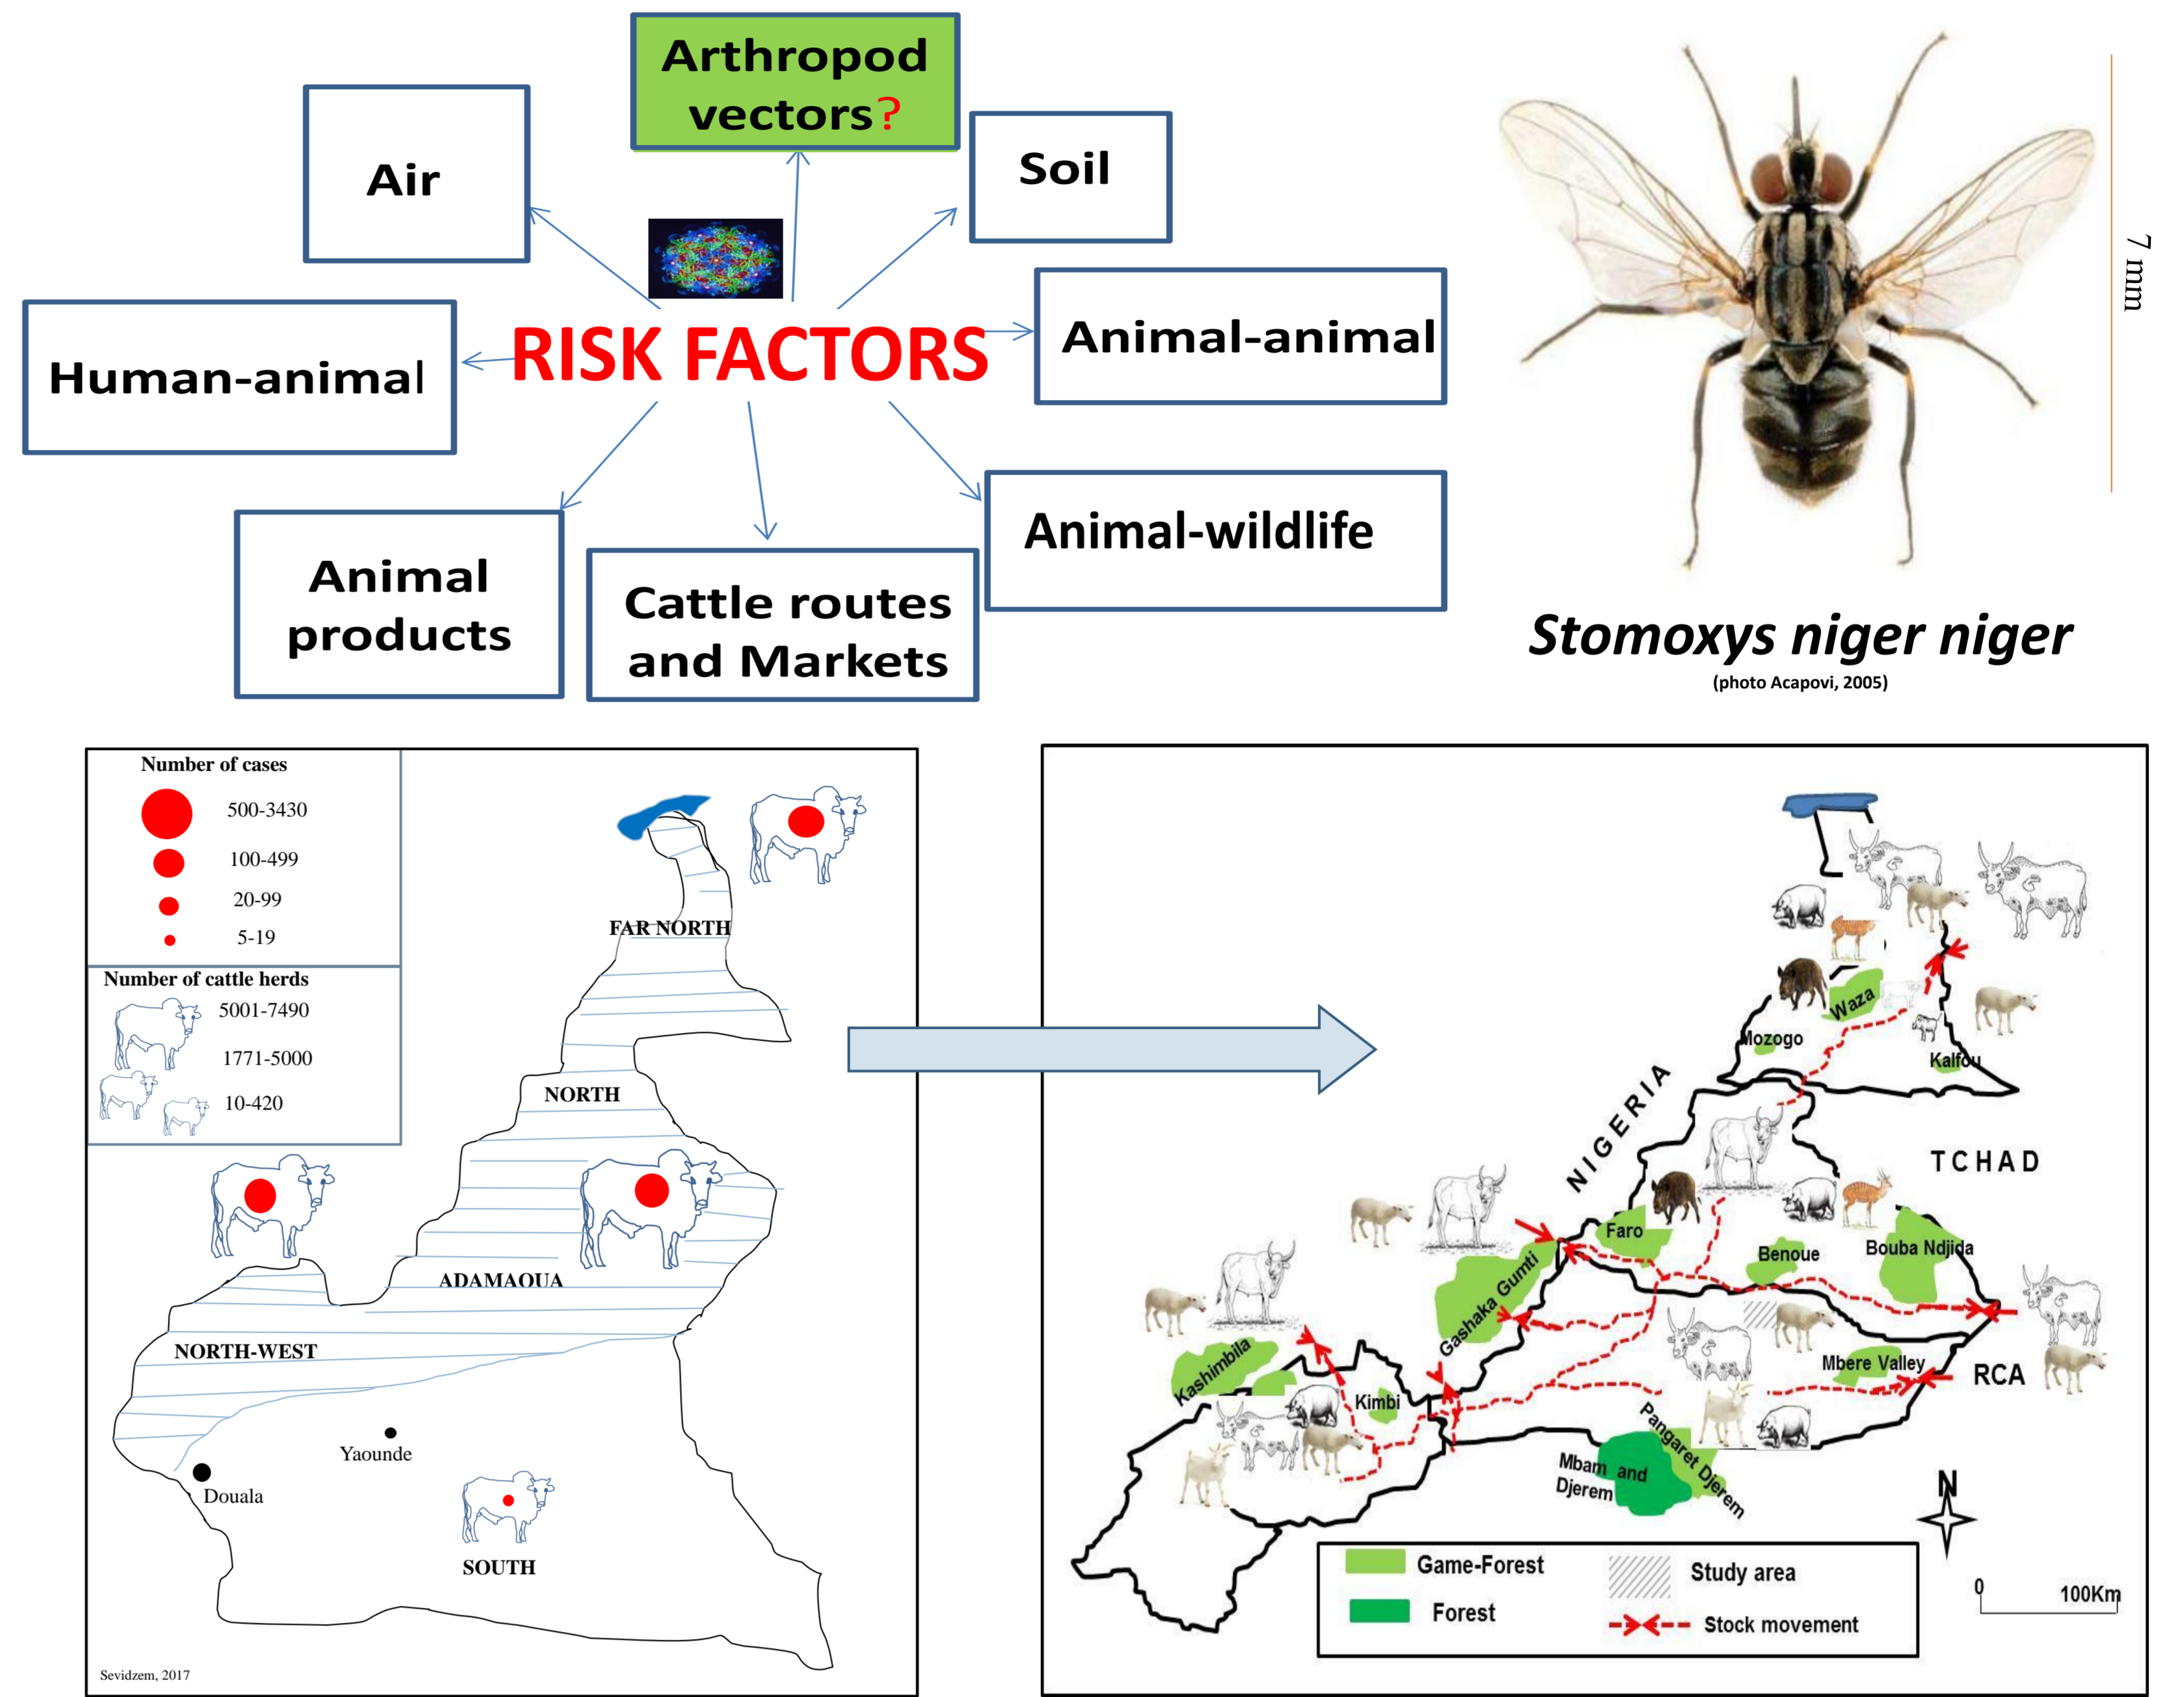 Arthropod
vectors?
Air
Soil
Human-animal
RISK FACTORS
Animal-animal
Animal
products
Cattle routes
and Markets
Animal-wildlife
7 mm
Stomoxys niger niger
(photo Acapovi, 2005)
Number of cases
500-3430
100-499
20-99
5-19
Number of cattle herds
5001-7490
1771-5000
10-420
FAR NORTH
NORTH
ADAMAOUA
NORTH-WEST
Yaounde
Douala
SOUTH
Sevidzem, 2017
Waza
Mozogo
Kalfou
NIGERIA
TCHAD
Faro
Benoue
Bouba Ndjida
Gashaka Gumti
Kashimbila
Kimbi
Mbere Valley
RCA
Pangaret Djerem
Mbam and
Djerem
N
Game-Forest
Study area
Forest
Stock movement
0
100Km